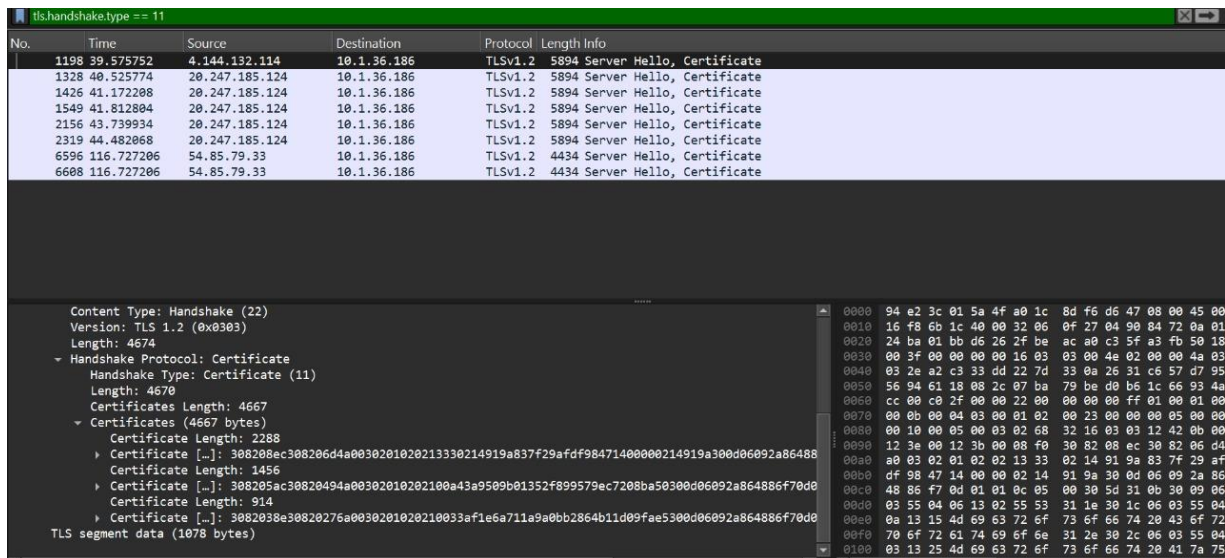 tls.handshake.type == 11
No. Time Source Destination Protocol Length Info
1198 39.575752 4.144.132.114 10.1.36.186 TLSv1.2 5894 Server Hello, Certificate
1328 40.525774 20.247.185.124 10.1.36.186 TLSv1.2 5894 Server Hello, Certificate
1426 41.172208 20.247.185.124 10.1.36.186 TLSv1.2 5894 Server Hello, Certificate
1549 41.812804 20.247.185.124 10.1.36.186 TLSv1.2 5894 Server Hello, Certificate
2156 43.739934 20.247.185.124 10.1.36.186 TLSv1.2 5894 Server Hello, Certificate
2319 44.482068 20.247.185.124 10.1.36.186 TLSv1.2 5894 Server Hello, Certificate
6596 116.727206 54.85.79.33 10.1.36.186 TLSv1.2 4434 Server Hello, Certificate
6608 116.727206 54.85.79.33 10.1.36.186 TLSv1.2 4434 Server Hello, Certificate
Content Type: Handshake (22)
Version: TLS 1.2 (0x0303)
Length: 4674
Handshake Protocol: Certificate
Handshake Type: Certificate (11)
Length: 4670
Certificates Length: 4667
Certificates (4667 bytes)
Certificate Length: 2288
Certificate […]: 308208ec308206d4a0030201020213330214919a837f29afdf98471400000214919a300d06092a86488
Certificate Length: 1456
Certificate […]: 308205ac30820494a00302010202100a43a9509b01352f899579ec7208ba50300d06092a864886f70d0
Certificate Length: 914
Certificate […]: 3082038e30820276a0030201020210033af1e6a711a9a0bb2864b11d09fae5300d06092a864886f70d0
TLS segment data (1078 bytes)
0000 94 e2 3c 01 5a 4f a0 1c 8d f6 d6 47 08 00 45 00
0010 16 f8 6b 1c 40 00 32 06 0f 27 04 90 84 72 0a 01
0020 24 ba 01 bb d6 26 2f be ac a0 c3 5f a3 fb 50 18
0030 00 3f 00 00 00 00 16 03 03 00 4e 02 00 00 4a 03
0040 03 2e a2 c3 33 dd 22 7d 33 0a 26 31 c6 57 d7 95
0050 56 94 61 18 08 2c 07 ba 79 be d0 b6 1c 66 93 4a
0060 cc 00 c0 2f 00 00 22 00 00 00 00 ff 01 00 01 00
0070 00 0b 00 04 03 00 01 02 00 23 00 00 00 05 00 00
0080 00 10 00 05 00 03 02 68 32 16 03 03 12 42 0b 00
0090 12 3e 00 12 3b 00 08 f0 30 82 08 ec 30 82 06 d4
00a0 a0 03 02 01 02 02 13 33 02 14 91 9a 83 7f 29 af
00b0 df 98 47 14 00 00 02 14 91 9a 30 0d 06 09 2a 86
00c0 48 86 f7 0d 01 01 0c 05 00 30 5d 31 0b 30 09 06
00d0 03 55 04 06 13 02 55 53 31 1e 30 1c 06 03 55 04
00e0 0a 13 15 4d 69 63 72 6f 73 6f 66 74 20 43 6f 72
00f0 70 6f 72 61 74 69 6f 6e 31 2e 30 2c 06 03 55 04
0100 03 13 25 4d 69 63 72 6f 73 6f 66 74 20 41 7a 75